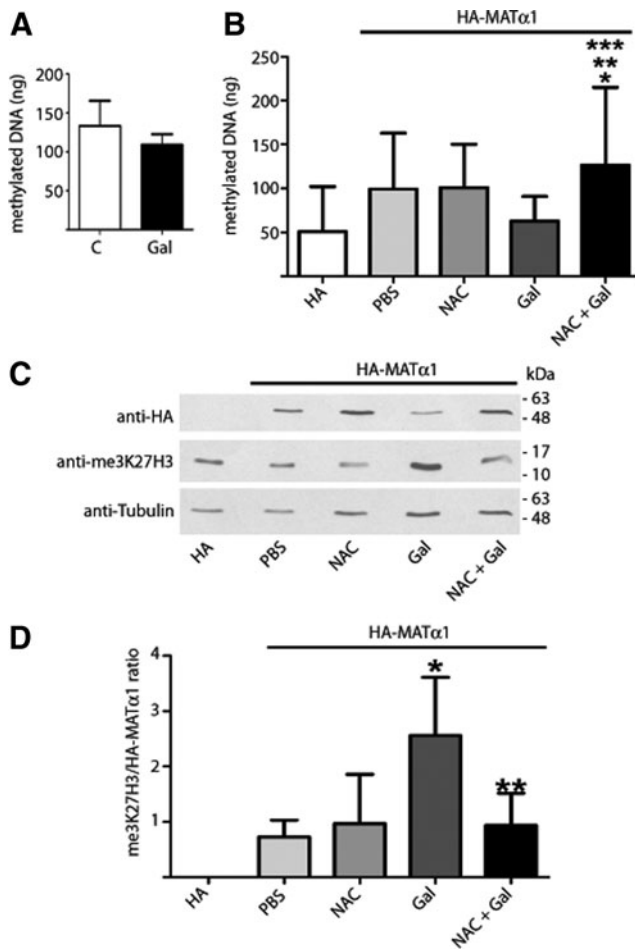 A
methylated DNA (ng)
200
150
100
50
C
Gal
B
HA-MATα1
methylated DNA (ng)
250
200
150
100
50
***
**
*
HA
PBS
NAC
Gal
NAC + Gal
C
HA-MATα1
kDa
anti-HA
- 63
- 48
anti-me3K27H3
- 17
- 10
anti-Tubulin
- 63
- 48
HA
PBS
NAC
Gal
NAC + Gal
D
HA-MATα1
me3K27H3/HA-MATα1 ratio
4
3
2
1
*
**
HA
PBS
NAC
Gal
NAC + Gal